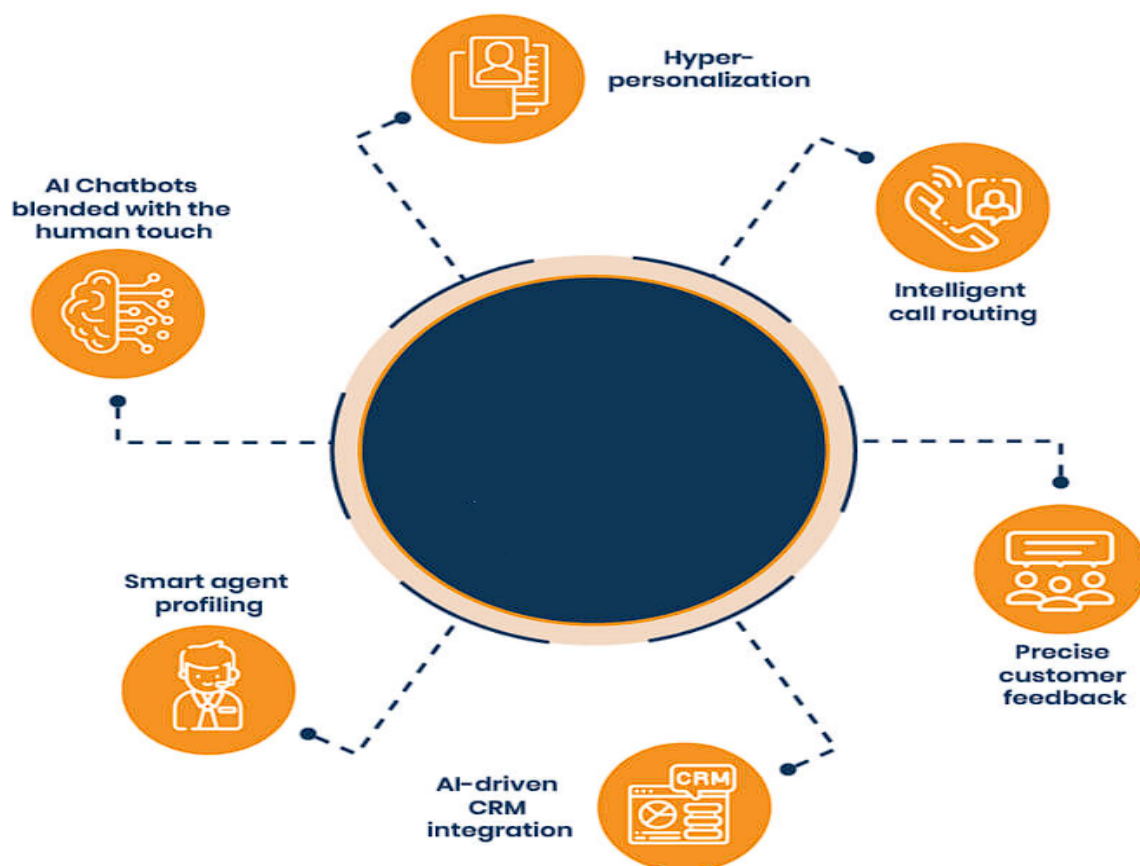 Hyper-
personalization
AI Chatbots
blended with the
human touch
Intelligent
call routing
Smart agent
profiling
Precise
customer
feedback
CRM
AI-driven
CRM
integration